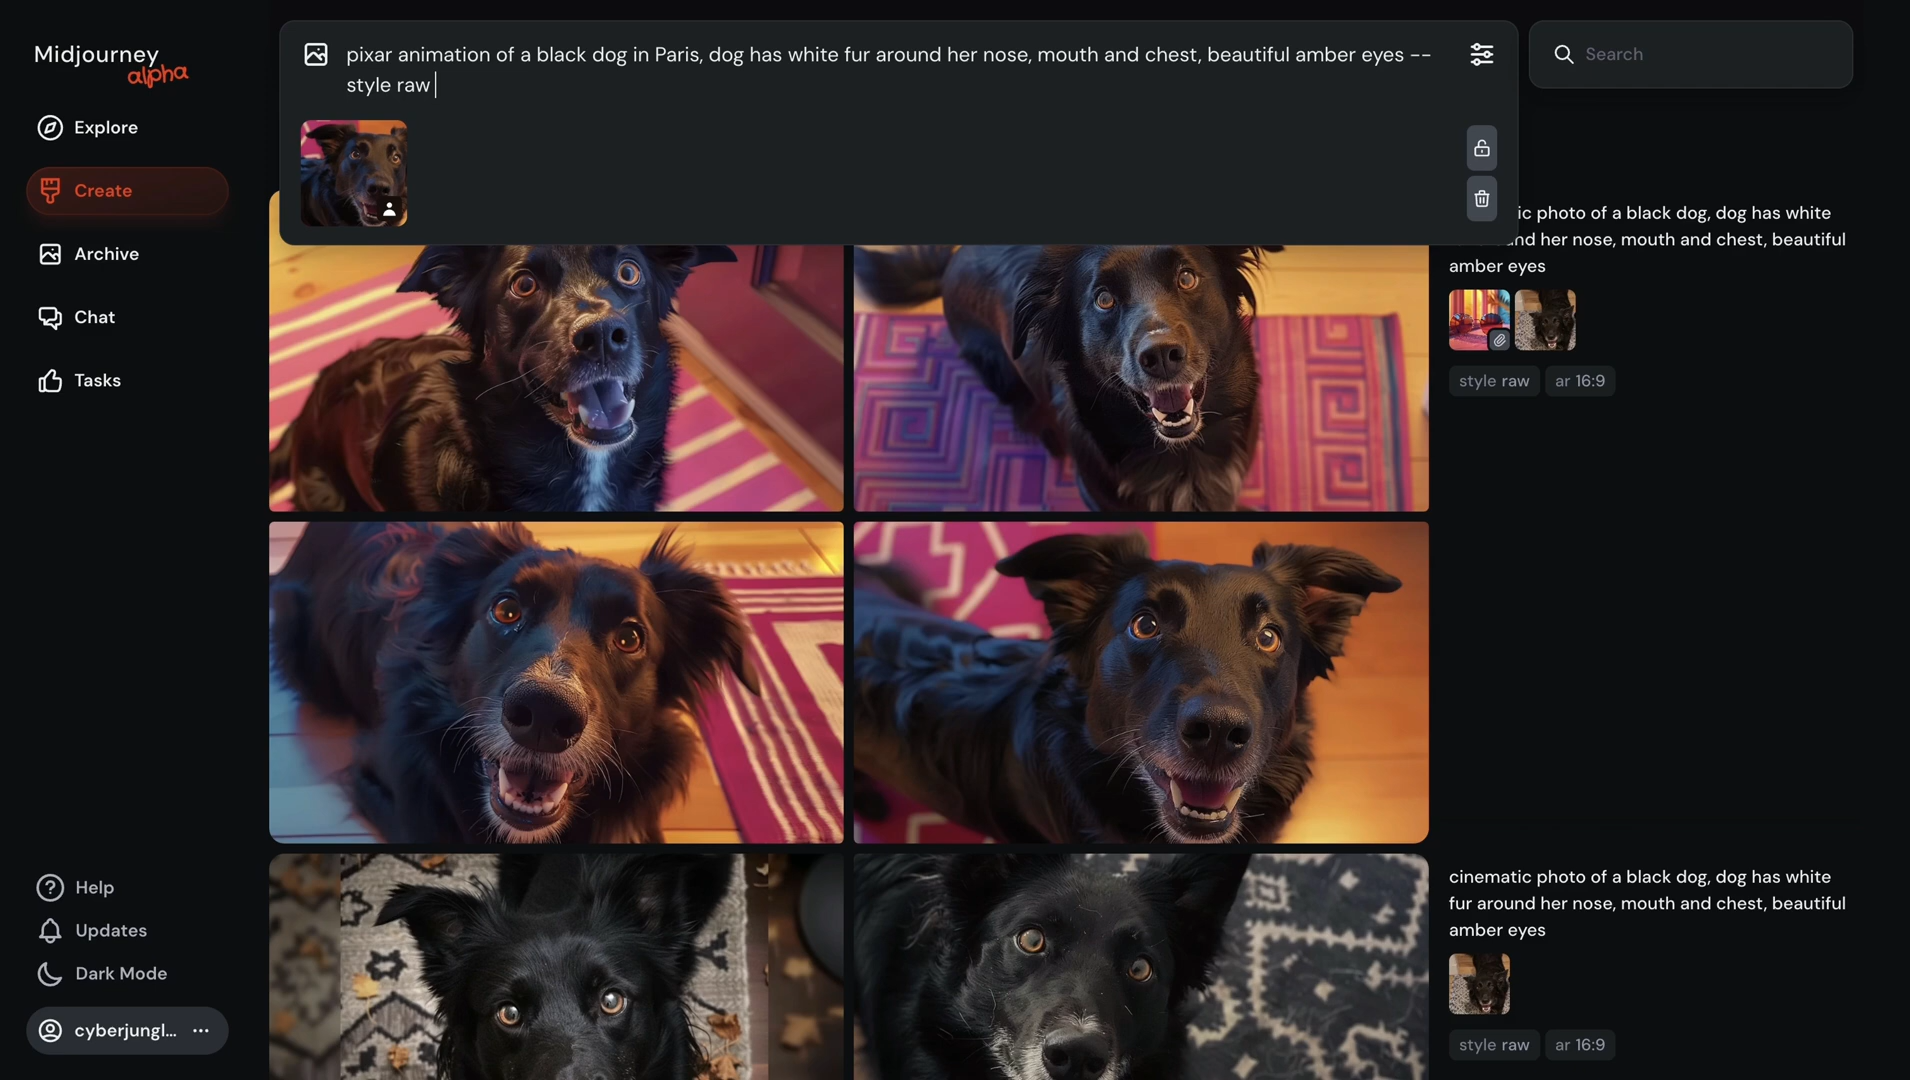 Midjourney
alpha
Explore
Create
Archive
Chat
Tasks
Help
Updates
Dark Mode
cyberjungl...
pixar animation of a black dog in Paris, dog has white fur around her nose, mouth and chest, beautiful amber eyes --
style raw
Search
ic photo of a black dog, dog has white
nd her nose, mouth and chest, beautiful
amber eyes
style raw ar 16:9
cinematic photo of a black dog, dog has white
fur around her nose, mouth and chest, beautiful
amber eyes
style raw ar 16:9